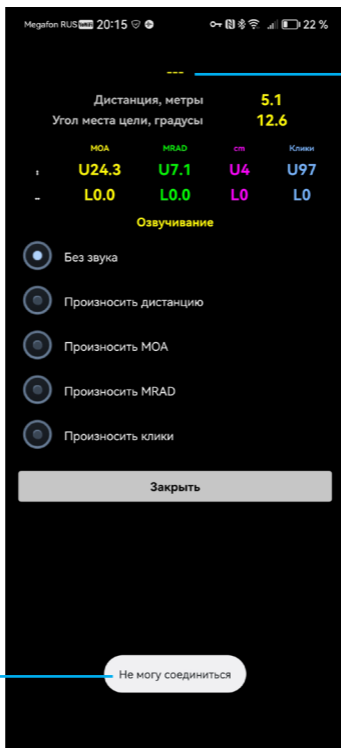 Megafon RUS 20:15 22 %
---
Дистанция, метры 5.1
Угол места цели, градусы 12.6
MOA MRAD cm Клики
: U24.3 U7.1 U4 U97
- L0.0 L0.0 L0 L0
Озвучивание
Без звука
Произносить дистанцию
Произносить MOA
Произносить MRAD
Произносить клики
Закрыть
Не могу соединиться